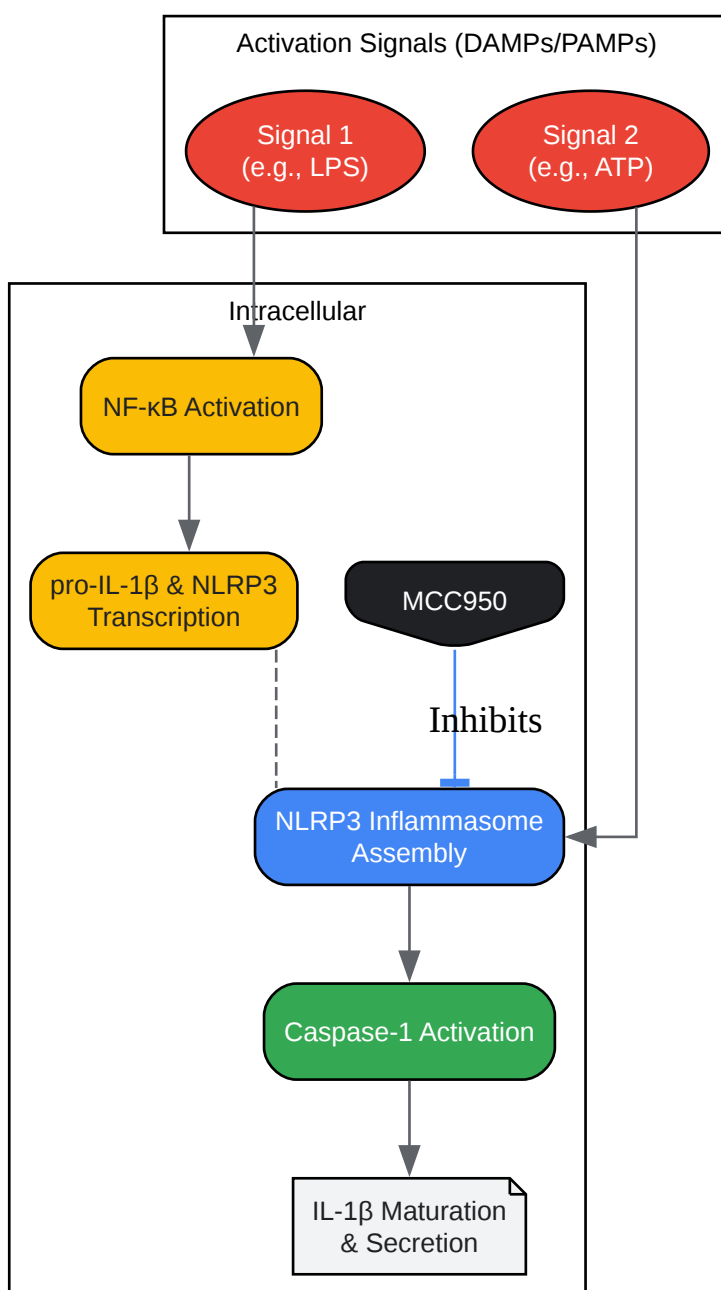 Activation Signals (DAMPs/PAMPs)
Signal 1
(e.g., LPS)
Signal 2
(e.g., ATP)
Intracellular
NF-κB Activation
pro-IL-1β & NLRP3
Transcription
MCC950
Inhibits
NLRP3 Inflammasome
Assembly
Caspase-1 Activation
IL-1β Maturation
& Secretion